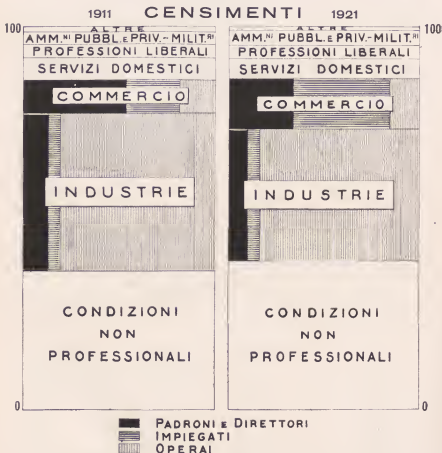 1911 CENSIMENTI 1921
100
ALTRE
AMM.NI PUBBL. E PRIV.-MILIT.RI
PROFESSIONI LIBERALI
SERVIZI DOMESTICI
COMMERCIO
INDUSTRIE
CONDIZIONI
NON
PROFESSIONALI
0
100
ALTRE
AMM.NI PUBBL. E PRIV.-MILIT.RI
PROFESSIONI LIBERALI
SERVIZI DOMESTICI
COMMERCIO
INDUSTRIE
CONDIZIONI
NON
PROFESSIONALI
0
PADRONI E DIRETTORI
IMPIEGATI
OPERAI